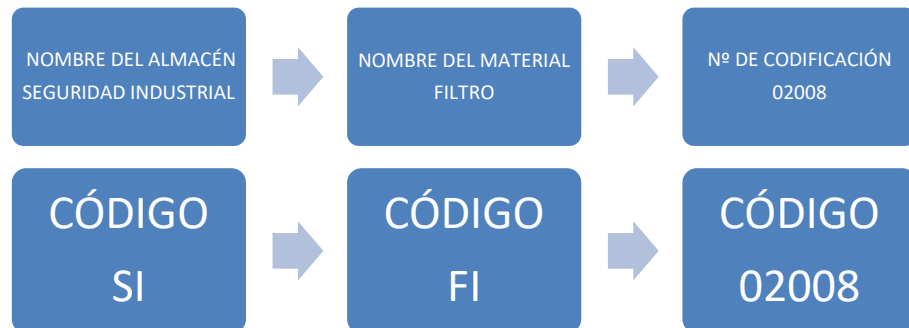 NOMBRE DEL ALMACÉN
SEGURIDAD INDUSTRIAL
NOMBRE DEL MATERIAL
FILTRO
Nº DE CODIFICACIÓN
02008
CÓDIGO
SI
CÓDIGO
FI
CÓDIGO
02008